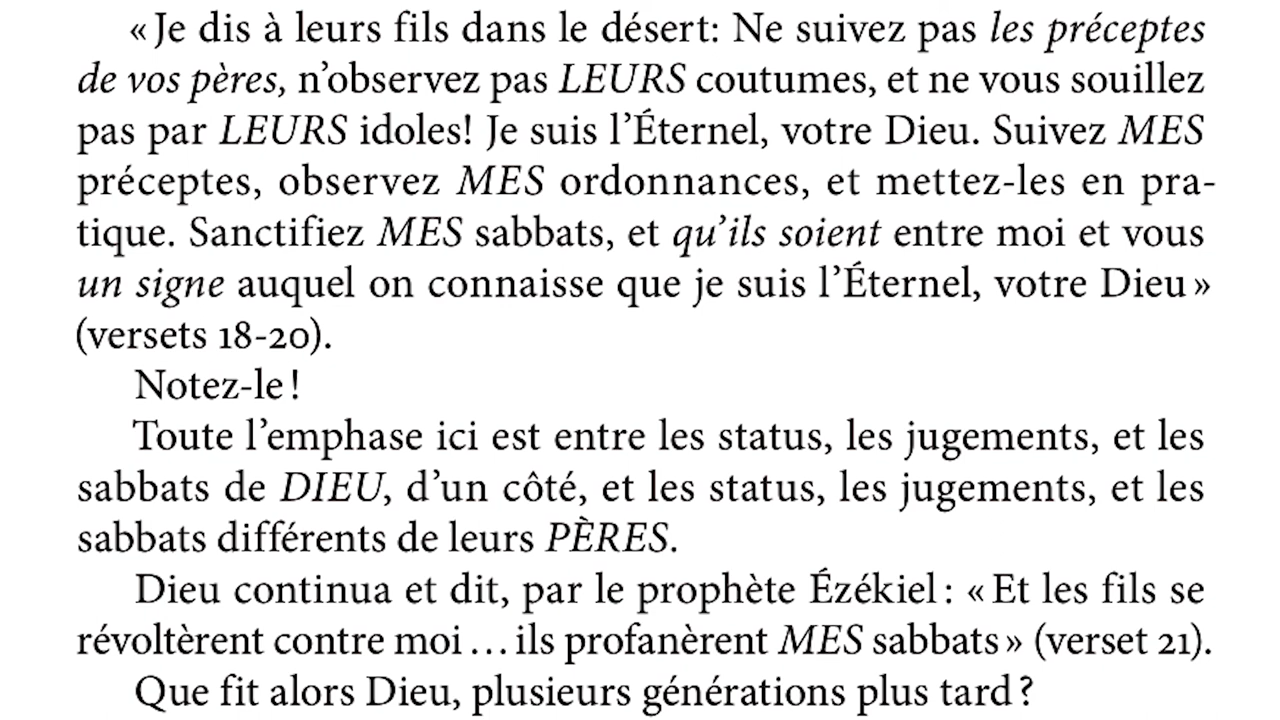 « Je dis à leurs fils dans le désert: Ne suivez pas les préceptes
de vos pères, n’observez pas LEURS coutumes, et ne vous souillez
pas par LEURS idoles! Je suis l’Éternel, votre Dieu. Suivez MES
préceptes, observez MES ordonnances, et mettez-les en pra-
tique. Sanctifiez MES sabbats, et qu’ils soient entre moi et vous
un signe auquel on connaisse que je suis l’Éternel, votre Dieu »
(versets 18-20).
Notez-le !
Toute l’emphase ici est entre les status, les jugements, et les
sabbats de DIEU, d’un côté, et les status, les jugements, et les
sabbats différents de leurs PÈRES.
Dieu continua et dit, par le prophète Ézékiel : « Et les fils se
révoltèrent contre moi … ils profanèrent MES sabbats » (verset 21).
Que fit alors Dieu, plusieurs générations plus tard ?